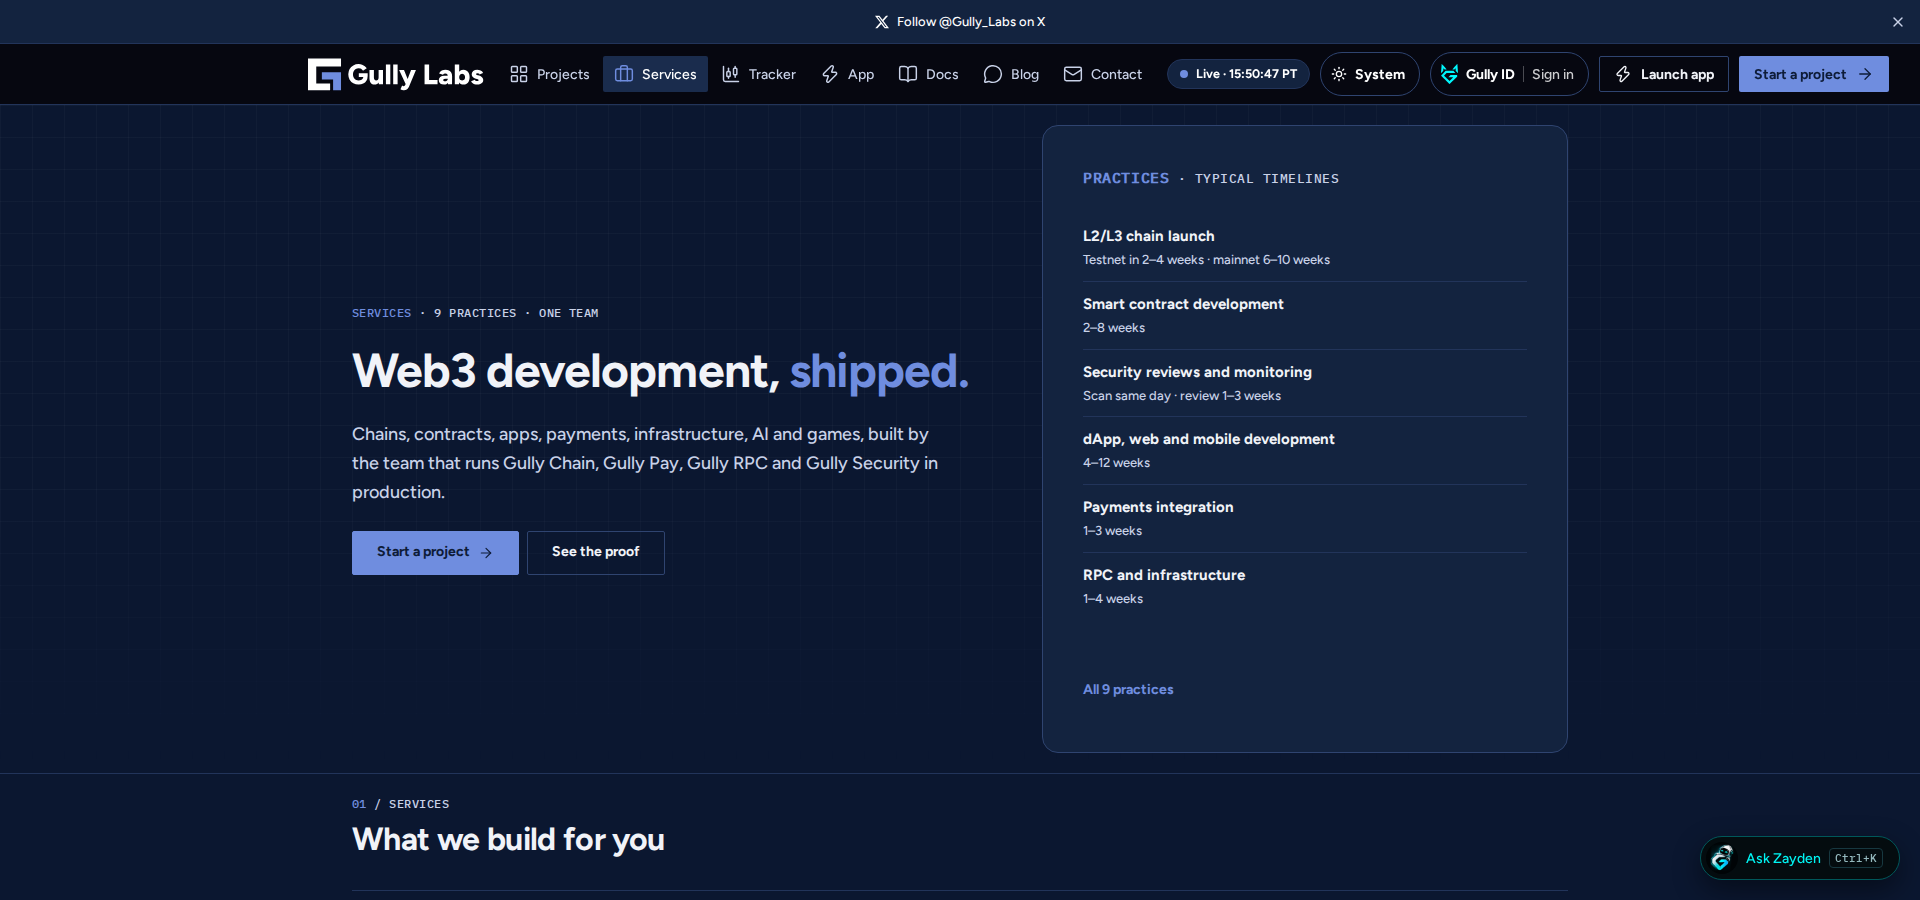 Follow @Gully_Labs on X
Gully Labs
Projects
Services
Tracker
App
Docs
Blog
Contact
Live · 15:50:47 PT
System
Gully ID
Sign in
Launch app
Start a project
SERVICES · 9 PRACTICES · ONE TEAM
Web3 development, shipped.
Chains, contracts, apps, payments, infrastructure, AI and games, built by
the team that runs Gully Chain, Gully Pay, Gully RPC and Gully Security in
production.
Start a project
See the proof
PRACTICES · TYPICAL TIMELINES
L2/L3 chain launch
Testnet in 2–4 weeks · mainnet 6–10 weeks
Smart contract development
2–8 weeks
Security reviews and monitoring
Scan same day · review 1–3 weeks
dApp, web and mobile development
4–12 weeks
Payments integration
1–3 weeks
RPC and infrastructure
1–4 weeks
All 9 practices
01 / SERVICES
What we build for you
Ask Zayden
Ctrl+K